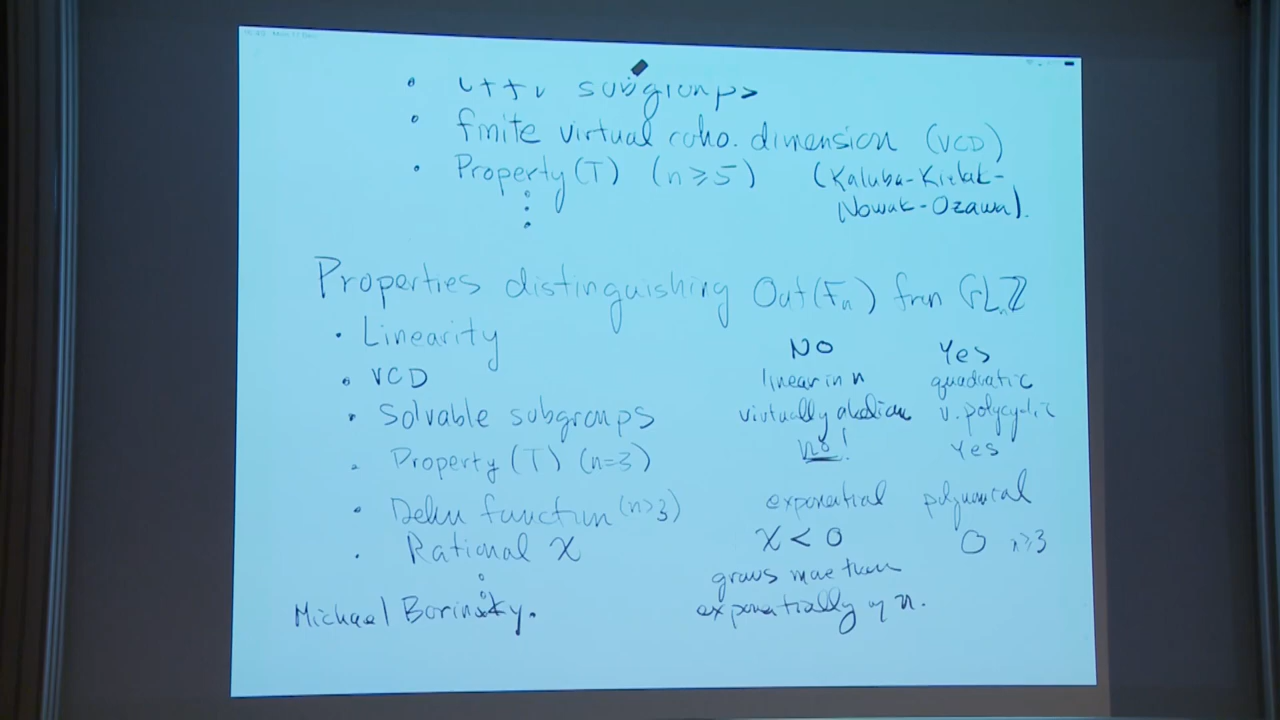 • subgroups
• finite virtual coho. dimension (VCD)
• Property (T) (n ≥ 5) (Kaluba-Kielak-
Nowak-Ozawa).
Properties distinguishing Out(Fn) from GLnℤ
• Linearity NO Yes
• VCD linear in n quadratic
• Solvable subgroups virtually abelian v. polycyclic
• Property (T) (n=3) no! Yes
• Dehn function (n≥3) exponential polynomial
• Rational χ χ < 0 0 n≥3
grows more than
Michael Borinsky. exponentially w n.